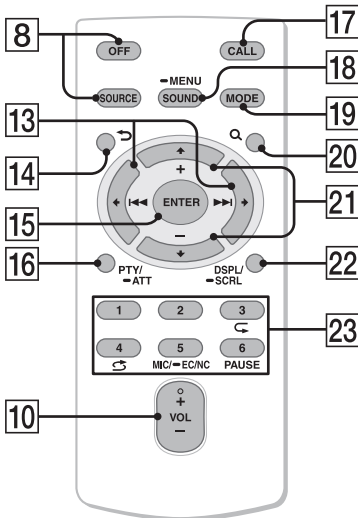 8
17
OFF
CALL
18
-MENU
SOURCE
SOUND
MODE
19
13
14
20
+
15
ENTER
21
-
16
PTY/
-ATT
DSPL/
-SCRL
22
1
2
3
23
4
5
6
MIC/-EC/NC
PAUSE
10
+
VOL
-